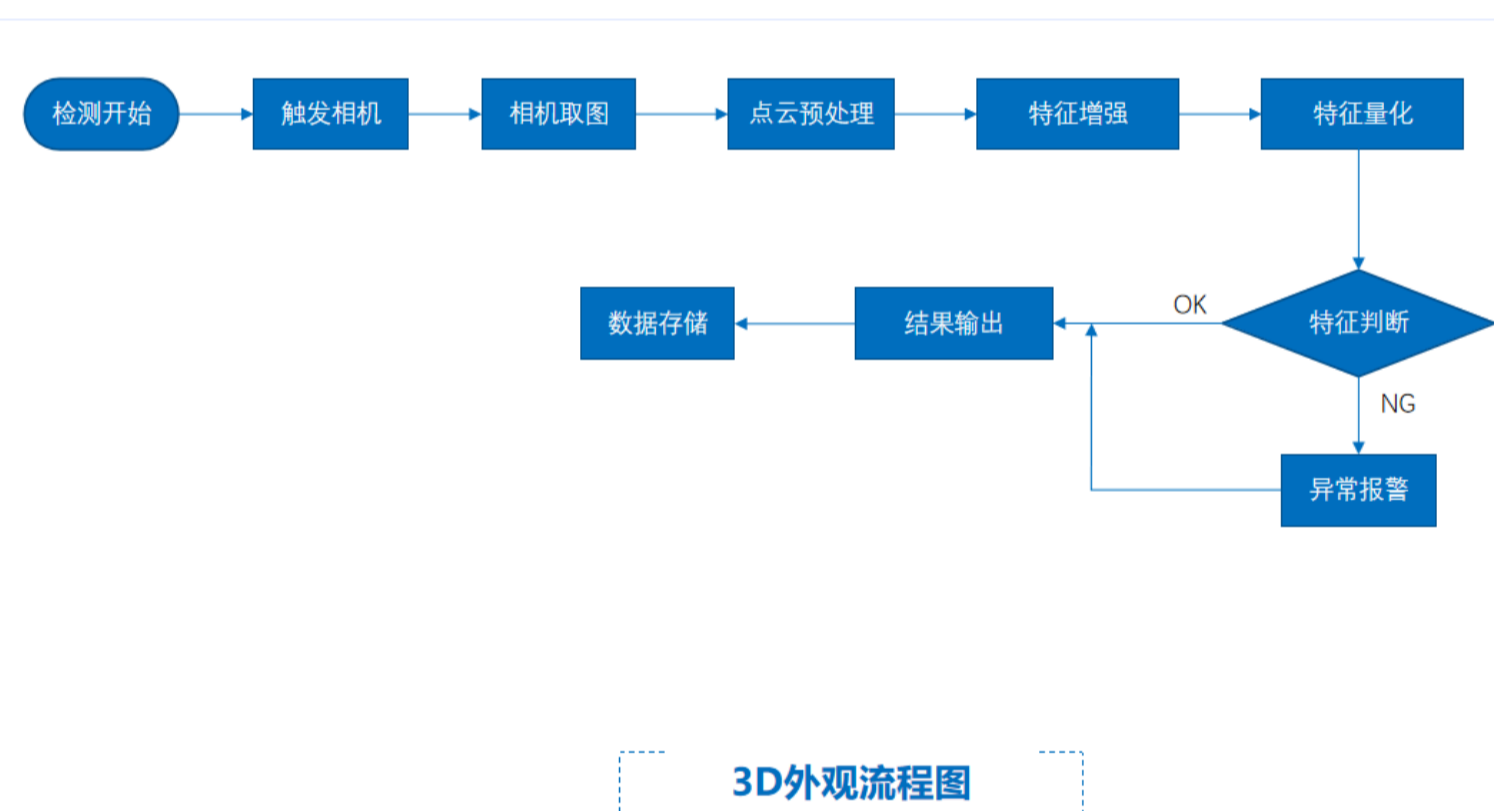 检测开始
触发相机
相机取图
点云预处理
特征增强
特征量化
特征判断
OK
结果输出
数据存储
NG
异常报警
3D外观流程图